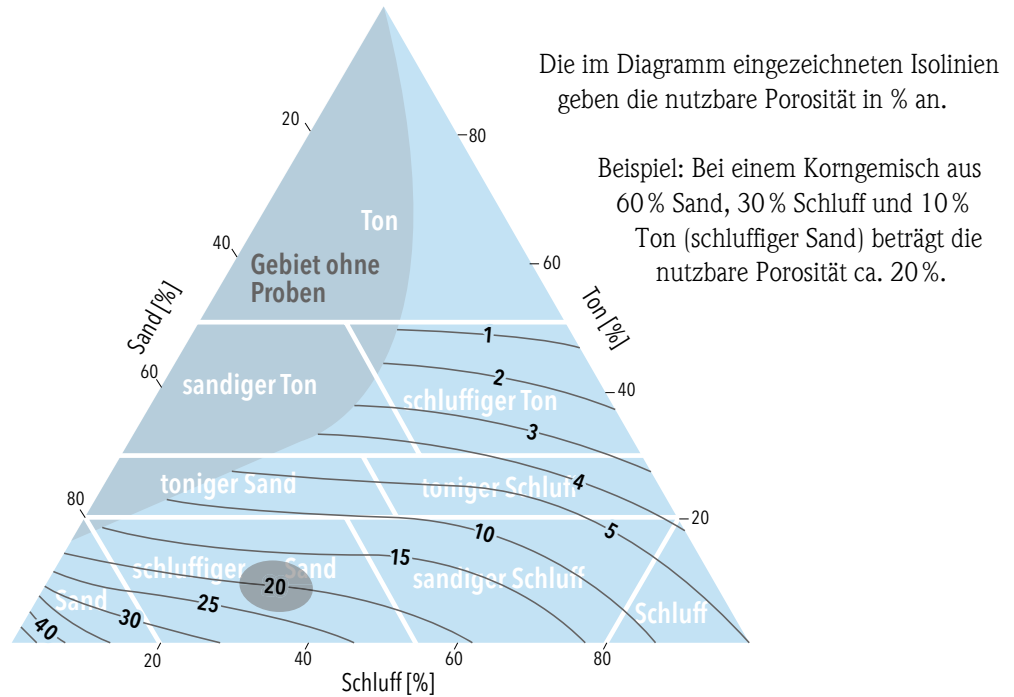 Die im Diagramm eingezeichneten Isolinien
geben die nutzbare Porosität in % an.
Beispiel: Bei einem Korngemisch aus
60 % Sand, 30 % Schluff und 10 %
Ton (schluffiger Sand) beträgt die
nutzbare Porosität ca. 20 %.
20
80
Ton
40
Gebiet ohne
Proben
60
Sand [%]
Ton [%]
1
60
sandiger Ton
2
schluffiger Ton
40
3
toniger Sand
toniger Schluff
4
80
20
5
10
15
schluffiger Sand
sandiger Schluff
20
Sand
25
30
40
Schluff
20
40
60
80
Schluff [%]